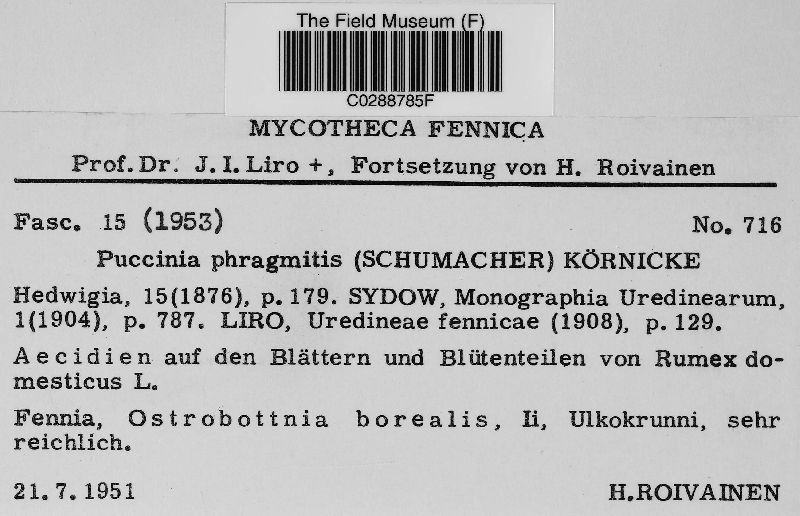 The Field Museum (F)
C0288785F
MYCOTHECA FENNICA
Prof. Dr. J. I. Liro +, Fortsetzung von H. Roivainen
Fasc. 15 (1953) No. 716
Puccinia phragmitis (SCHUMACHER) KÖRNICKE
Hedwigia, 15(1876), p. 179. SYDOW, Monographia Uredinearum,
1(1904), p. 787. LIRO, Uredineae fennicae (1908), p. 129.
Aecidien auf den Blättern und Blütenteilen von Rumex do-
mesticus L.
Fennia, Ostrobottnia borealis, Ii, Ulkokrunni, sehr
reichlich.
21. 7. 1951 H. ROIVAINEN